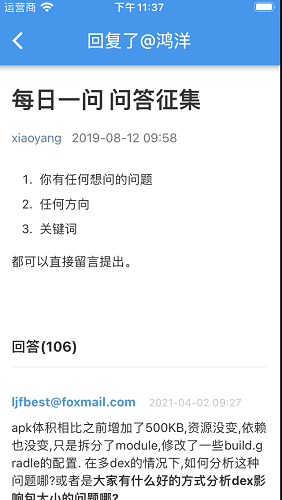 运营商 下午11:37
回复了@鸿洋
每日一问 问答征集
xiaoyang 2019-08-12 09:58
1. 你有任何想问的问题
2. 任何方向
3. 关键词
都可以直接留言提出。
回答(106)
ljfbest@foxmail.com 2021-04-02 09:27
apk体积相比之前增加了500KB,资源没变,依赖
也没变,只是拆分了module,修改了一些build.g
radle的配置. 在多dex的情况下,如何分析这种
问题呢?或者是大家有什么好的方式分析dex影
响包大小的问题呢?